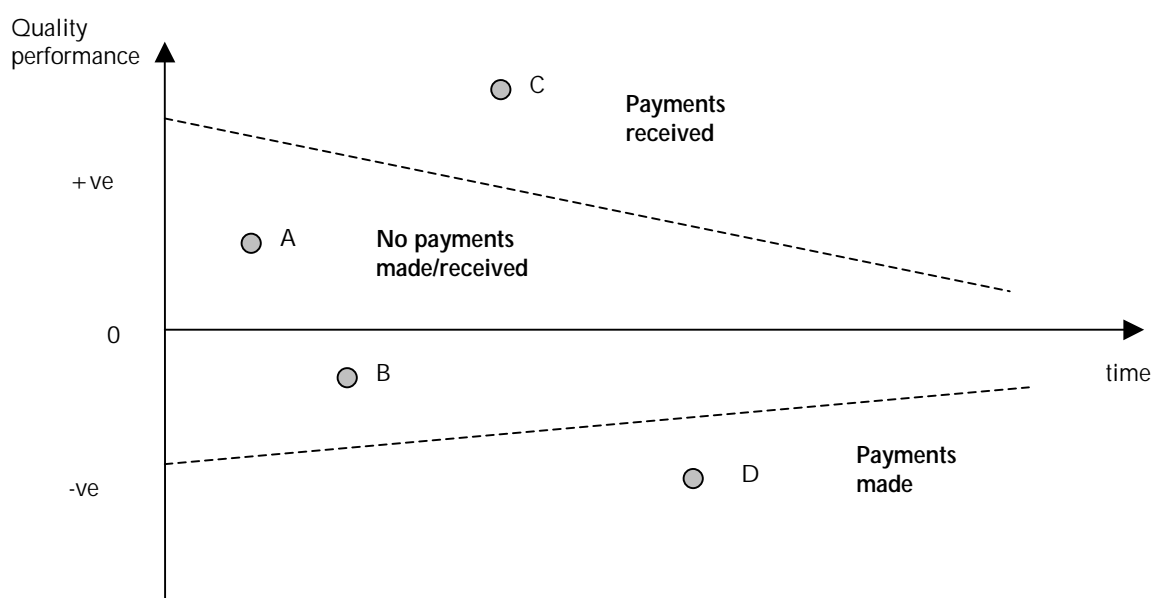 Quality
performance
C
Payments
received
+ve
A
No payments
made/received
0
B
time
Payments
made
D
-ve